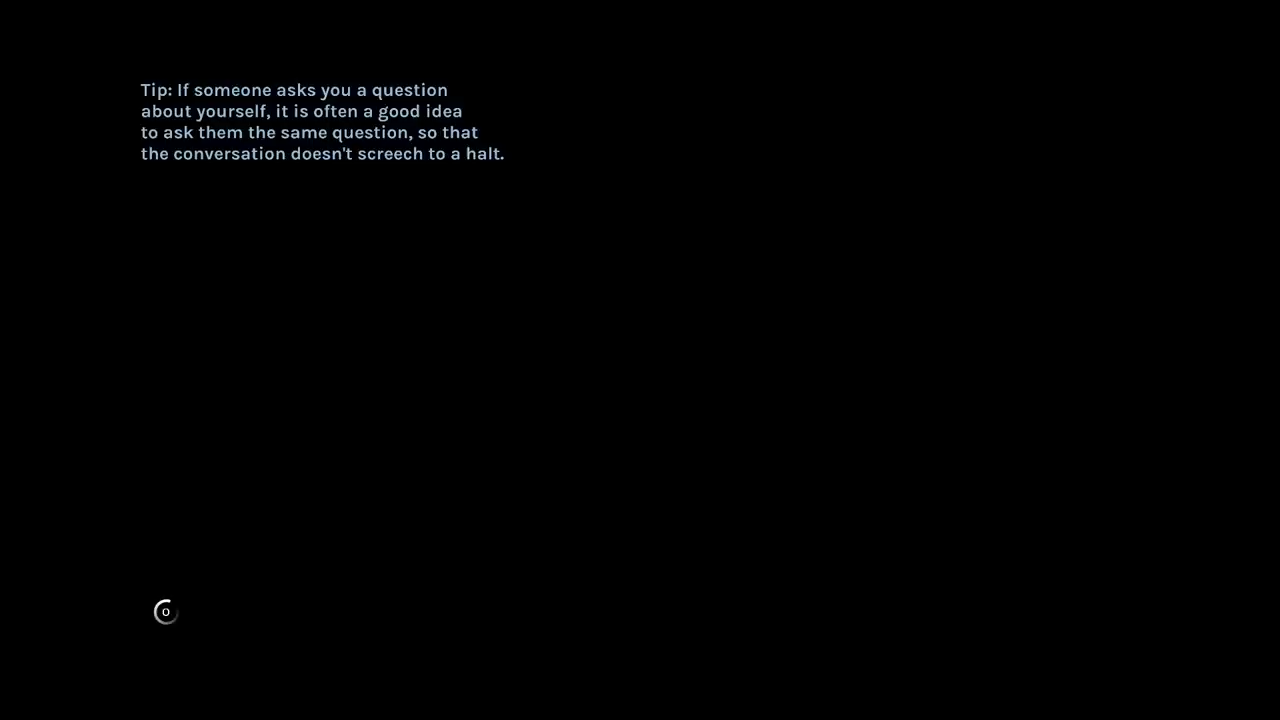 Tip: If someone asks you a question
about yourself, it is often a good idea
to ask them the same question, so that
the conversation doesn't screech to a halt.
0